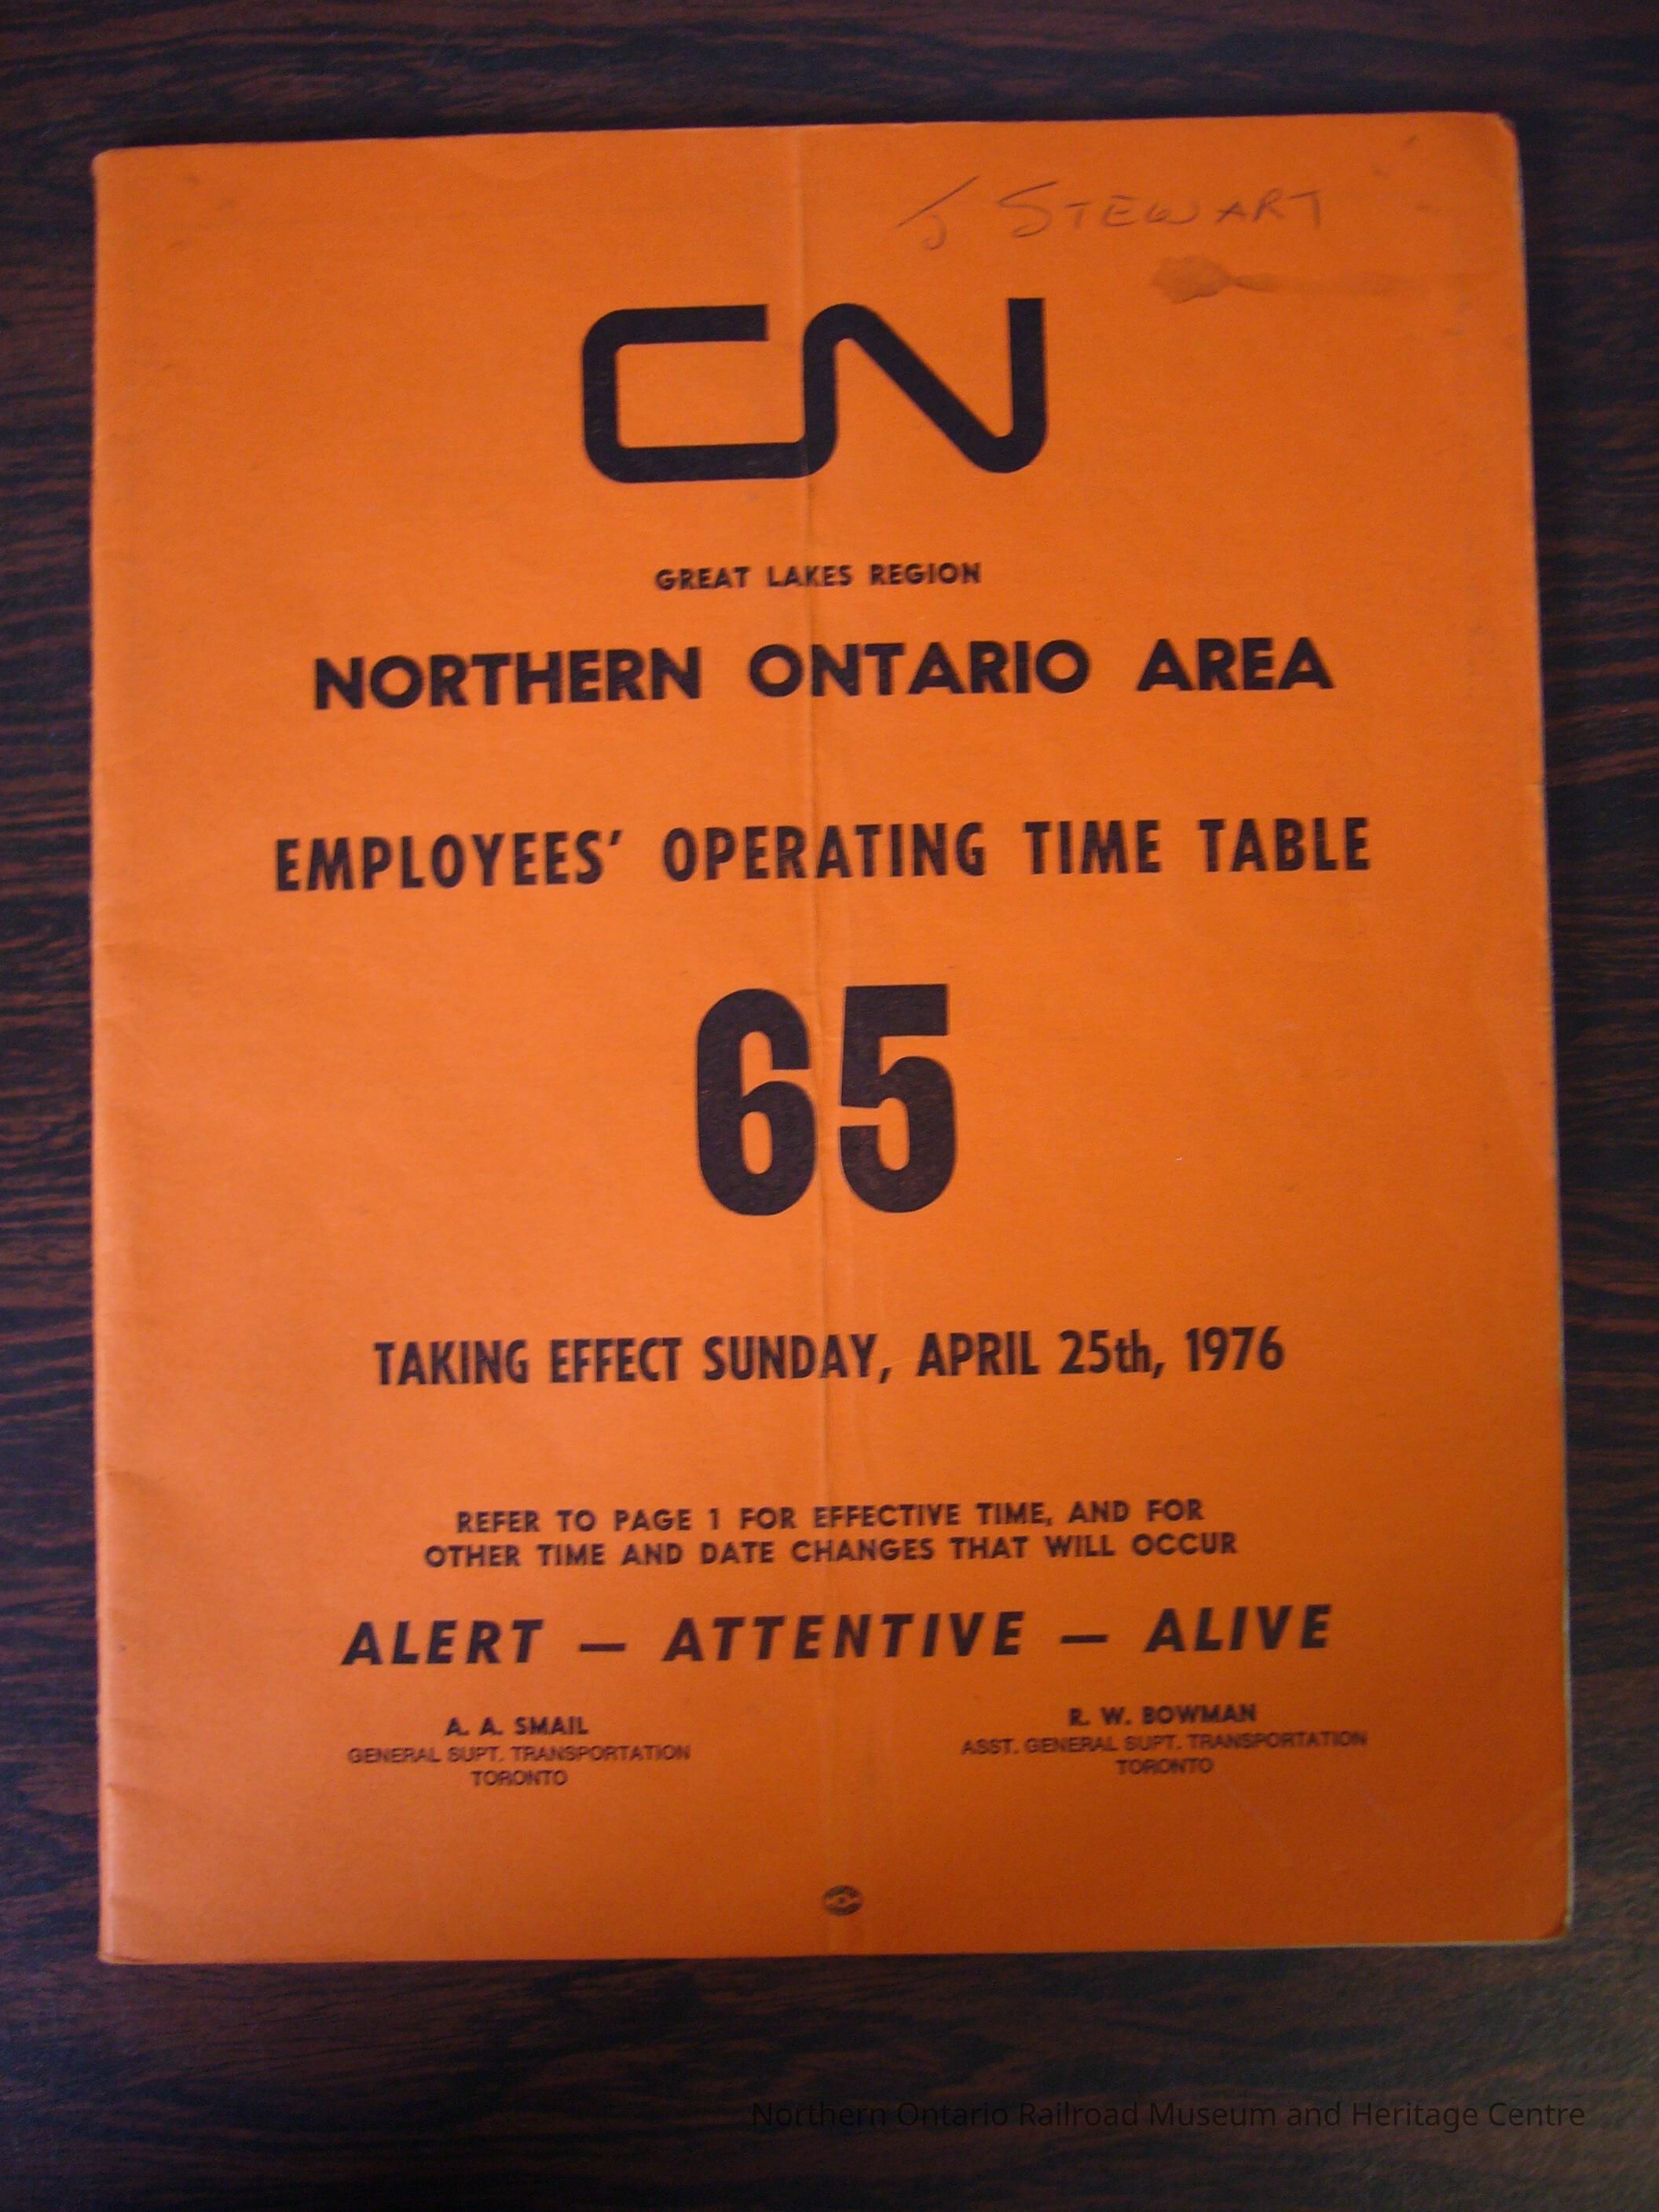 J STEWART
CN
GREAT LAKES REGION
NORTHERN ONTARIO AREA
EMPLOYEES' OPERATING TIME TABLE
65
TAKING EFFECT SUNDAY, APRIL 25th, 1976
REFER TO PAGE 1 FOR EFFECTIVE TIME, AND FOR
OTHER TIME AND DATE CHANGES THAT WILL OCCUR
ALERT — ATTENTIVE — ALIVE
A. A. SMAIL
GENERAL SUPT. TRANSPORTATION
TORONTO
R. W. BOWMAN
ASST. GENERAL SUPT. TRANSPORTATION
TORONTO
Northern Ontario Railroad Museum and Heritage Centre